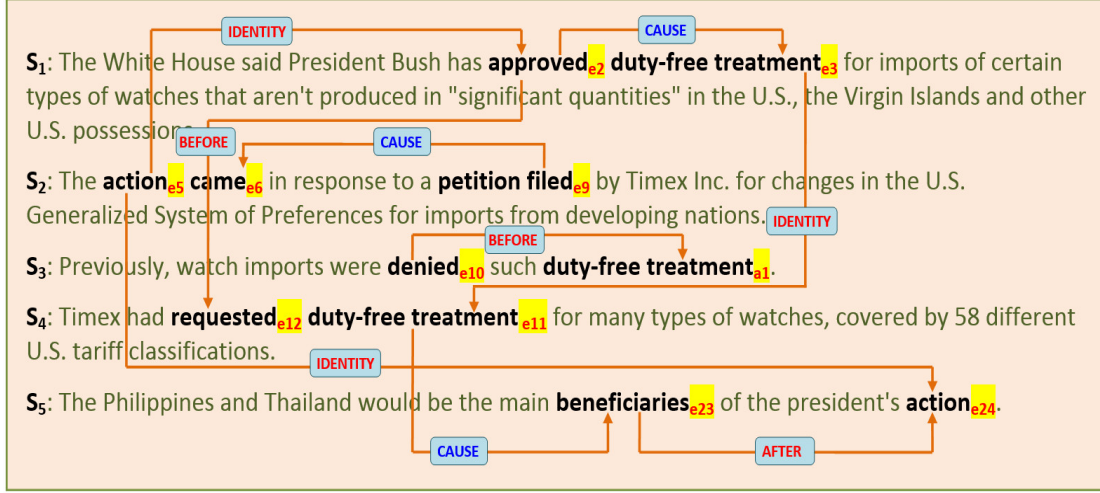 IDENTITY
CAUSE
S1: The White House said President Bush has approvede2 duty-free treatmente3 for imports of certain
types of watches that aren't produced in "significant quantities" in the U.S., the Virgin Islands and other
U.S. possessions.
BEFORE
CAUSE
S2: The actione5 camee6 in response to a petition filede9 by Timex Inc. for changes in the U.S.
Generalized System of Preferences for imports from developing nations.
IDENTITY
BEFORE
S3: Previously, watch imports were deniede10 such duty-free treatmenta1.
S4: Timex had requestede12 duty-free treatmente11 for many types of watches, covered by 58 different
U.S. tariff classifications.
IDENTITY
S5: The Philippines and Thailand would be the main beneficiariese23 of the president's actione24.
CAUSE
AFTER